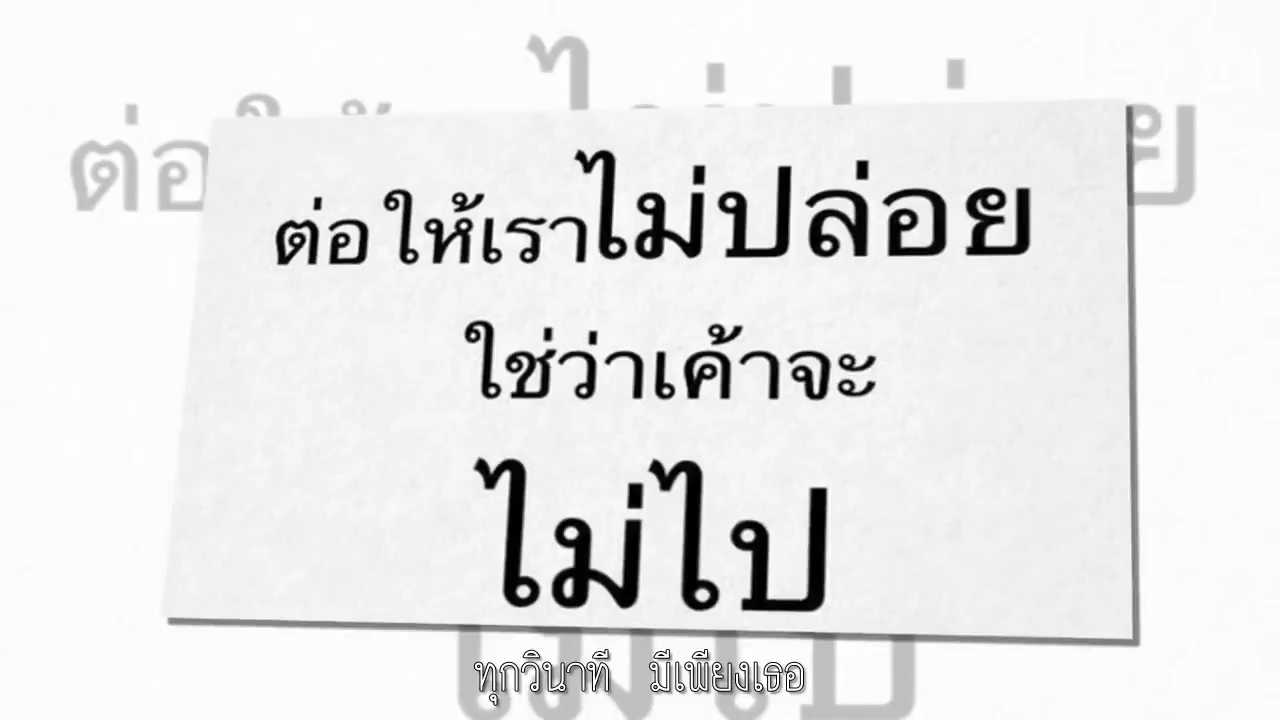 ต่อให้เราไม่ปล่อย
ใช่ว่าเค้าจะ
ไม่ไป
ทุกวินาที มีเพียงเธอ